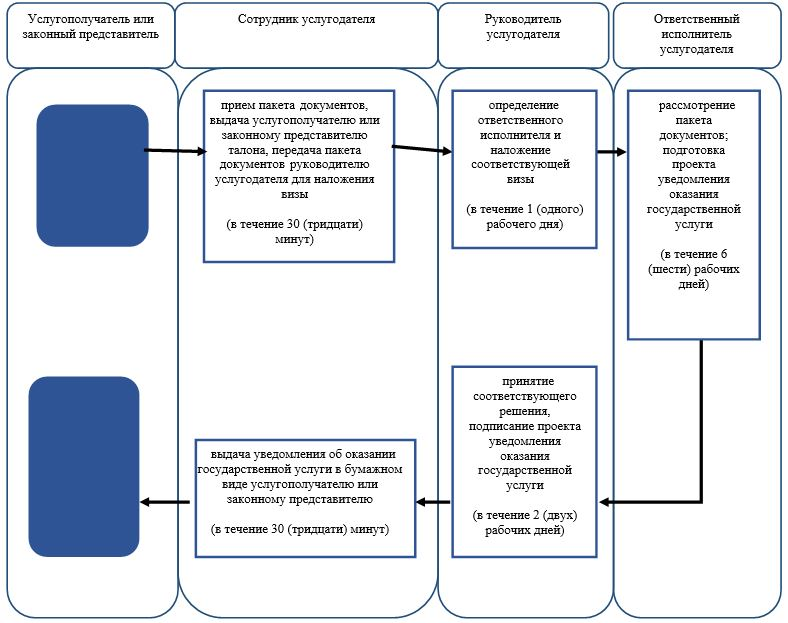 Услугополучатель или
законный представитель
Сотрудник услугодателя
Руководитель
услугодателя
Ответственный
исполнитель
услугодателя
прием пакета документов,
выдача услугополучателю или
законному представителю
талона, передача пакета
документов руководителю
услугодателя для наложения
визы
(в течение 30 (тридцати)
минут)
определение
ответственного
исполнителя и
наложение
соответствующей
визы
(в течение 1 (одного)
рабочего дня)
рассмотрение
пакета
документов;
подготовка
проекта
уведомления
оказания
государственной
услуги
(в течение 6
(шести) рабочих
дней)
принятие
соответствующего
решения,
подписание проекта
уведомления
оказания
государственной
услуги
(в течение 2 (двух)
рабочих дней)
выдача уведомления об оказании
государственной услуги в бумажном
виде услугополучателю или
законному представителю
(в течение 30 (тридцати) минут)